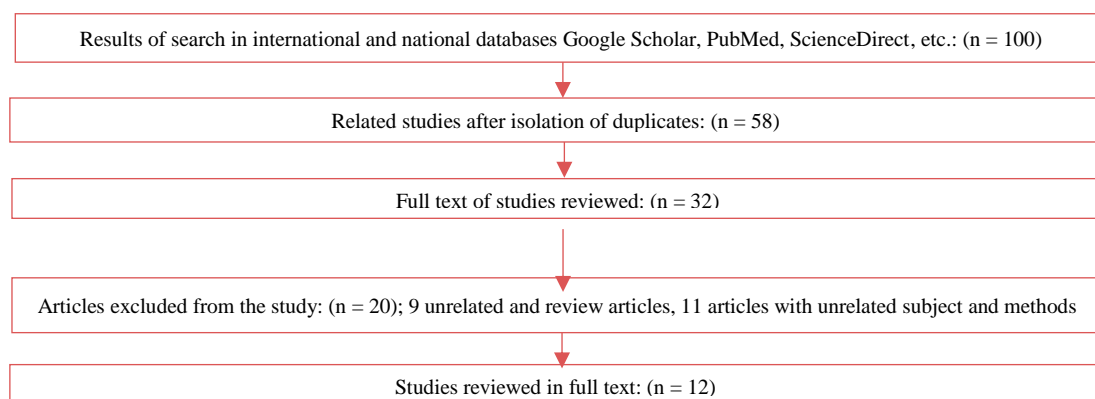 Results of search in international and national databases Google Scholar, PubMed, ScienceDirect, etc.: (n = 100)
Related studies after isolation of duplicates: (n = 58)
Full text of studies reviewed: (n = 32)
Articles excluded from the study: (n = 20); 9 unrelated and review articles, 11 articles with unrelated subject and methods
Studies reviewed in full text: (n = 12)